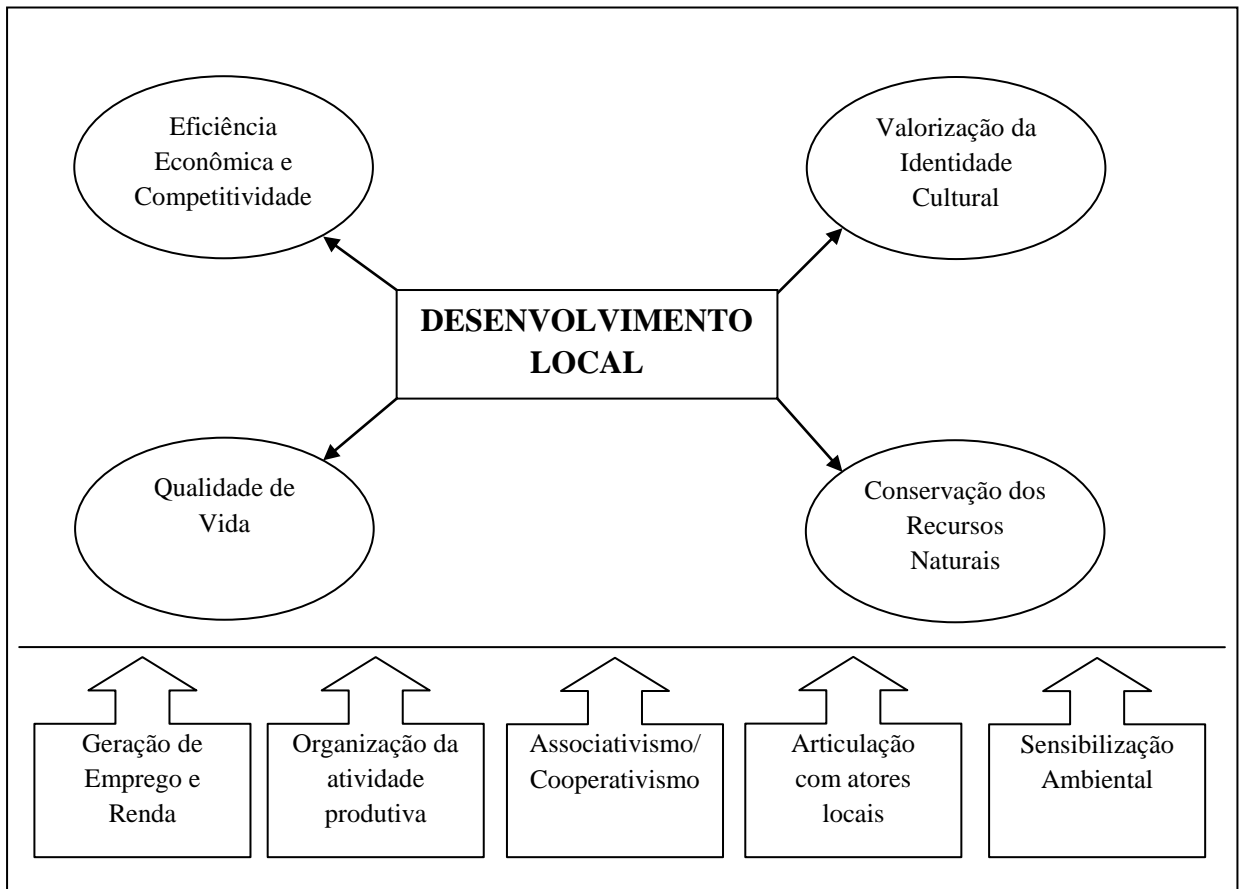 Eficiência
Econômica e
Competitividade
Valorização da
Identidade
Cultural
DESENVOLVIMENTO
LOCAL
Qualidade de
Vida
Conservação dos
Recursos
Naturais
Geração de
Emprego e
Renda
Organização da
atividade
produtiva
Associativismo/
Cooperativismo
Articulação
com atores
locais
Sensibilização
Ambiental